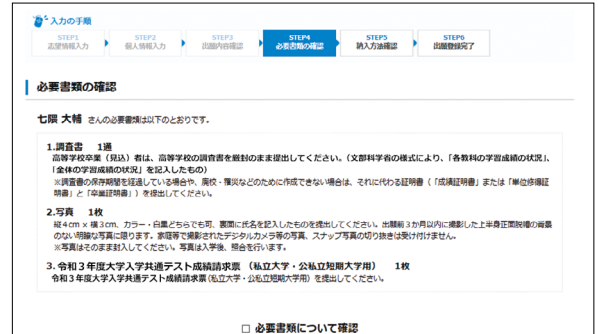 入力の手順
STEP1
志望情報入力
STEP2
個人情報入力
STEP3
出願内容確認
STEP4
必要書類の確認
STEP5
納入方法確認
STEP6
出願登録完了
必要書類の確認
七隈 大輔 さんの必要書類は以下のとおりです。
1.調査書 1通
高等学校卒業（見込）者は、高等学校の調査書を厳封のまま提出してください。（文部科学省の様式により、「各教科の学習成績の状況」、
「全体の学習成績の状況」を記入したもの）
※調査書の保存期間を経過している場合や、廃校・罹災などのために作成できない場合は、それに代わる証明書（「成績証明書」または「単位修得証
明書」と「卒業証明書」）を提出してください。
2.写真 1枚
縦４cm × 横３cm、カラー・白黒どちらでも可、裏面に氏名を記入したものを提出してください。出願前３か月以内に撮影した上半身正面脱帽の背景
のない明瞭な写真に限ります。家庭等で撮影されたデジタルカメラ等の写真、スナップ写真の切り抜きは受け付けません。
※写真はそのまま封入してください。写真は入学後、照合を行います。
3. 令和３年度大学入学共通テスト成績請求票（私立大学・公私立短期大学用） 1枚
令和３年度大学入学共通テスト成績請求票（私立大学・公私立短期大学用）を提出してください。
□ 必要書類について確認